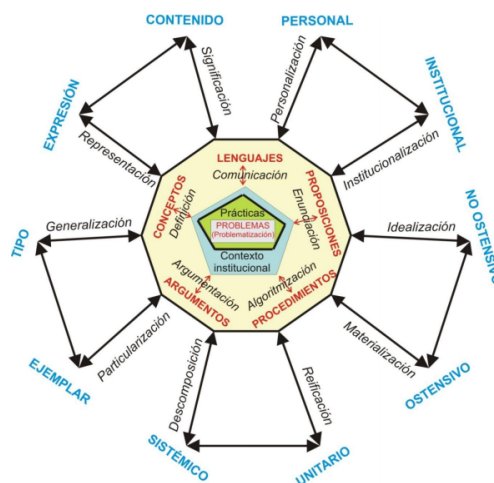 CONTENIDO
PERSONAL
EXPRESIÓN
Significación
Personalización
INSTITUCIONAL
Representación
Institucionalización
LENGUAJES
Comunicación
CONCEPTOS
Definición
PROPOSICIONES
Enunciación
Prácticas
PROBLEMAS
(Problematización)
Contexto
institucional
Argumentación
ARGUMENTOS
Algoritmización
PROCEDIMIENTOS
TIPO
Generalización
Idealización
NO OSTENSIVO
EJEMPLAR
Particularización
Materialización
OSTENSIVO
Descomposición
Reificación
SISTÉMICO
UNITARIO